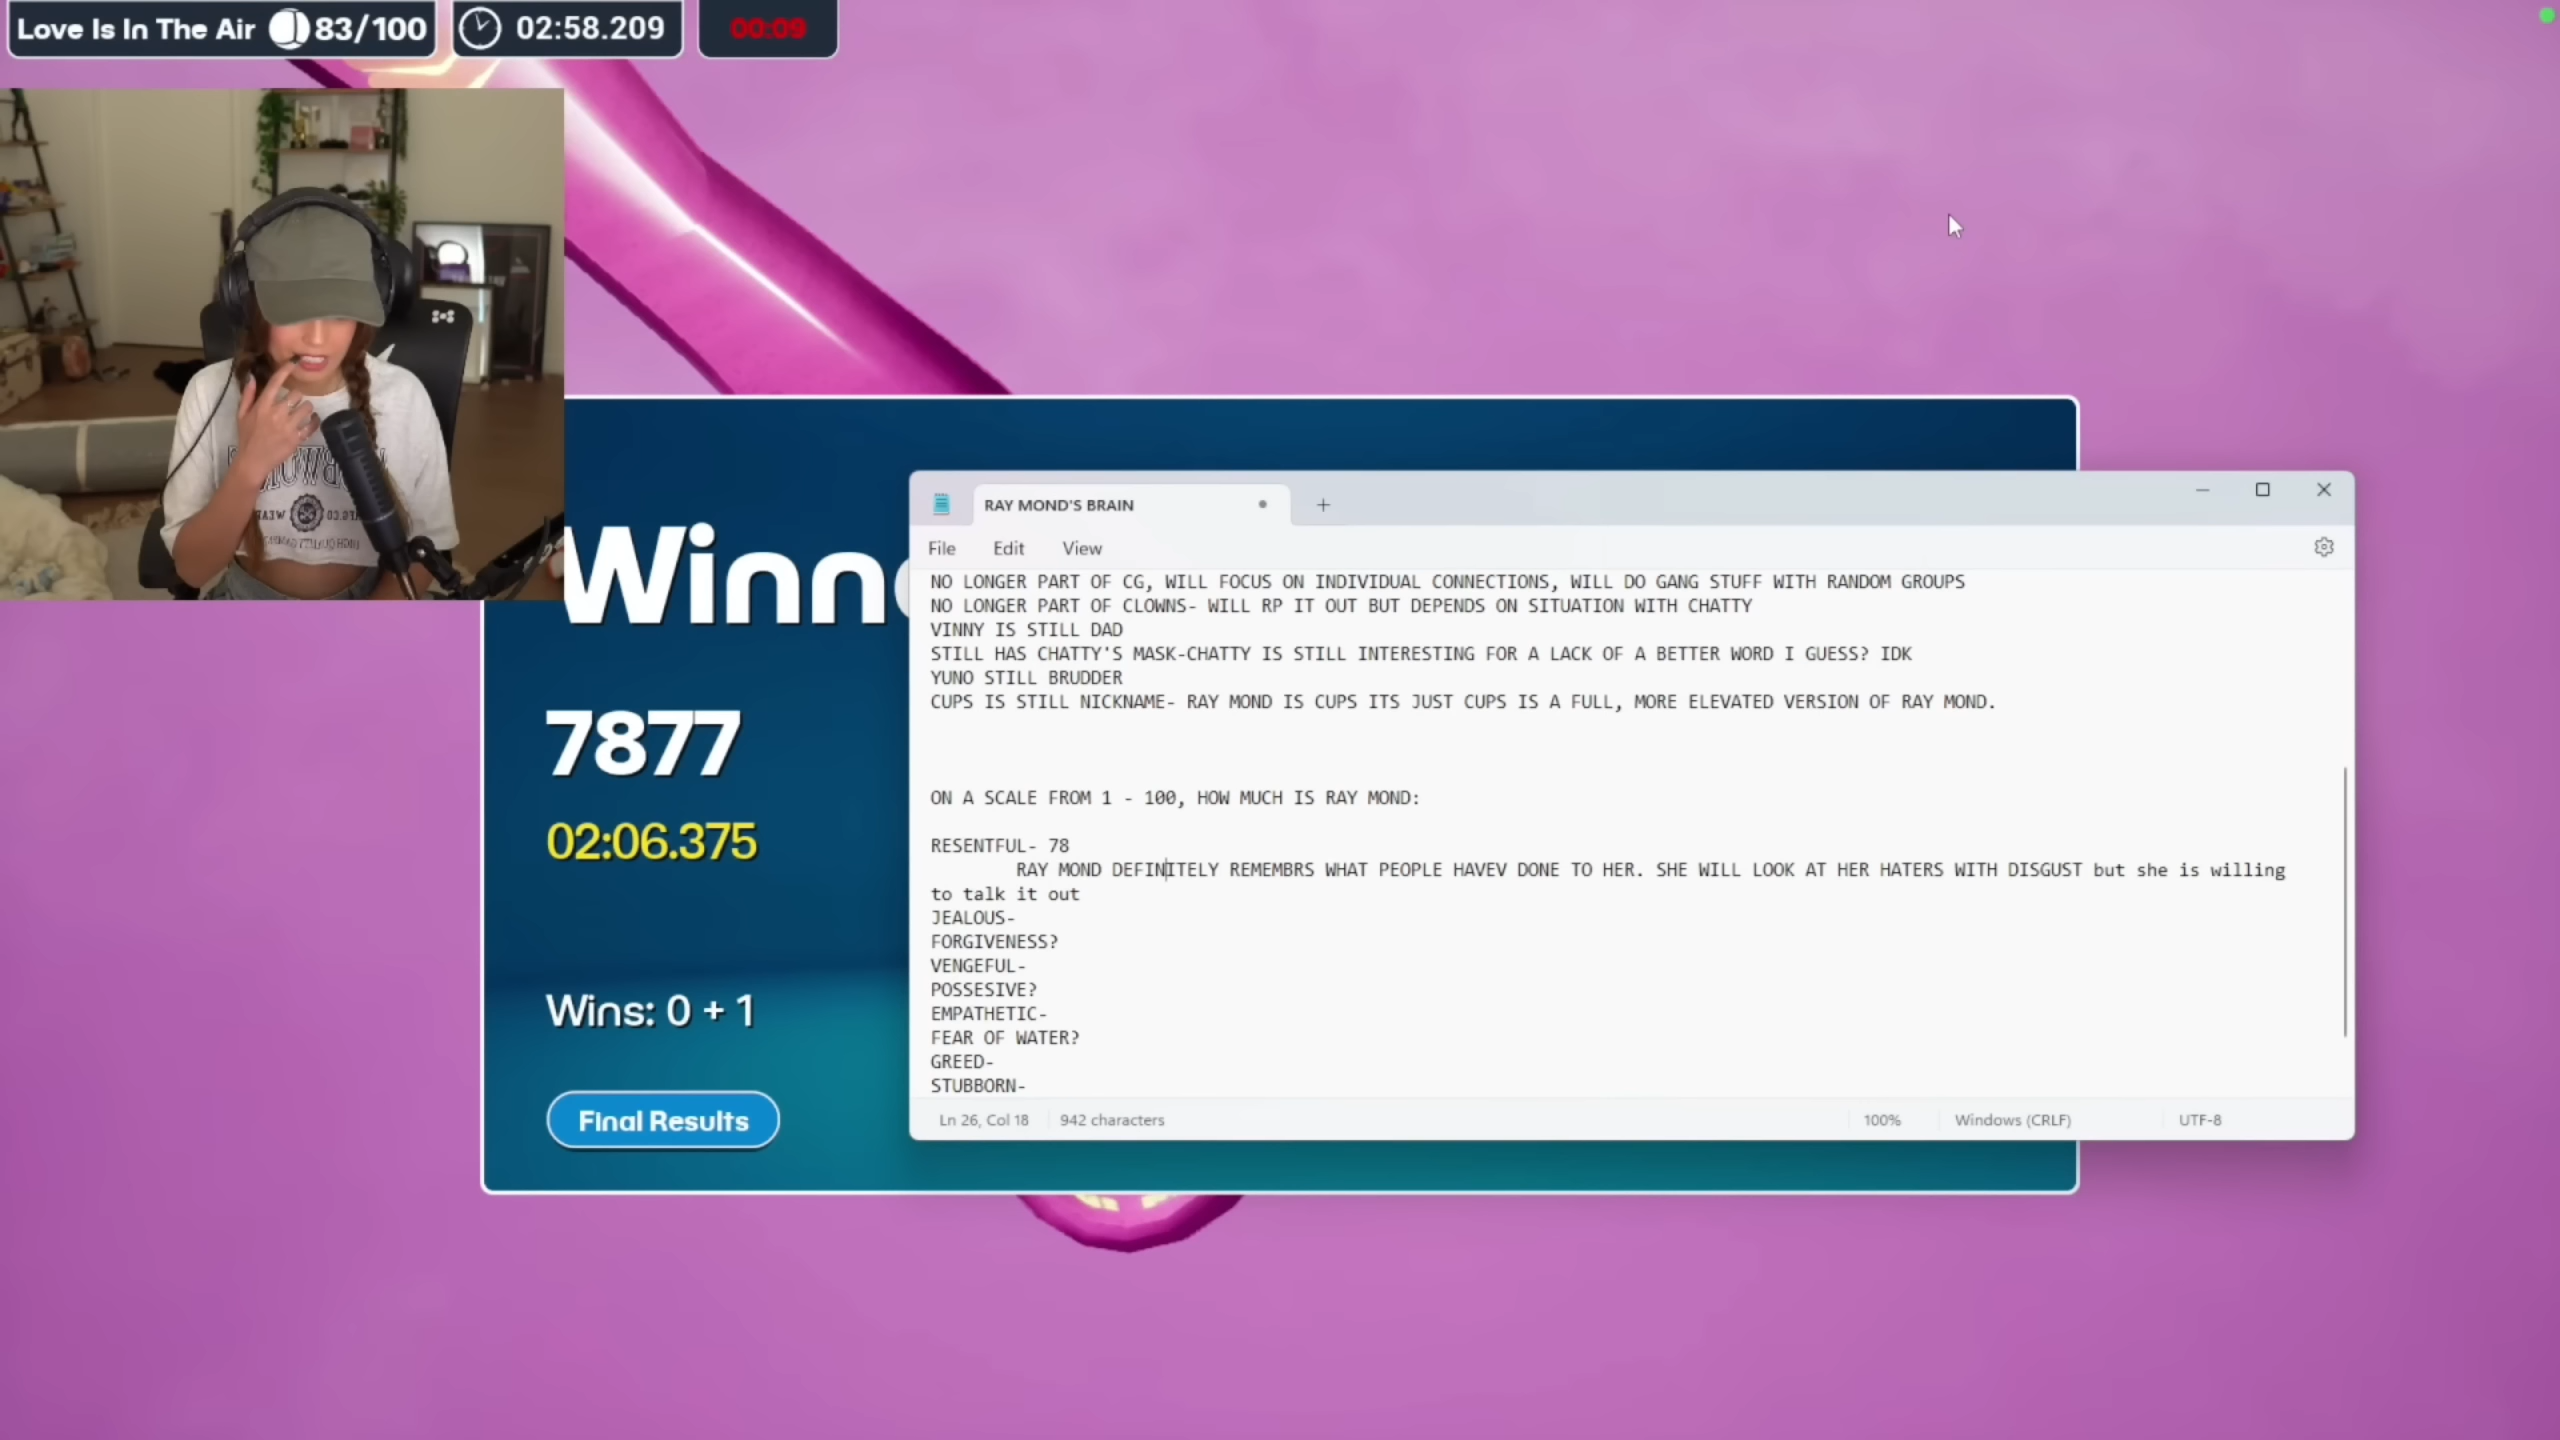 Love Is In The Air 83/100
02:58.209
00:09
Winn
7877
02:06.375
Wins: 0 + 1
Final Results
RAY MOND'S BRAIN
File Edit View
NO LONGER PART OF CG, WILL FOCUS ON INDIVIDUAL CONNECTIONS, WILL DO GANG STUFF WITH RANDOM GROUPS
NO LONGER PART OF CLOWNS- WILL RP IT OUT BUT DEPENDS ON SITUATION WITH CHATTY
VINNY IS STILL DAD
STILL HAS CHATTY'S MASK-CHATTY IS STILL INTERESTING FOR A LACK OF A BETTER WORD I GUESS? IDK
YUNO STILL BRUDDER
CUPS IS STILL NICKNAME- RAY MOND IS CUPS ITS JUST CUPS IS A FULL, MORE ELEVATED VERSION OF RAY MOND.
ON A SCALE FROM 1 - 100, HOW MUCH IS RAY MOND:
RESENTFUL- 78
RAY MOND DEFINITELY REMEMBRS WHAT PEOPLE HAVEV DONE TO HER. SHE WILL LOOK AT HER HATERS WITH DISGUST but she is willing
to talk it out
JEALOUS-
FORGIVENESS?
VENGEFUL-
POSSESIVE?
EMPATHETIC-
FEAR OF WATER?
GREED-
STUBBORN-
Ln 26, Col 18 942 characters 100% Windows (CRLF) UTF-8